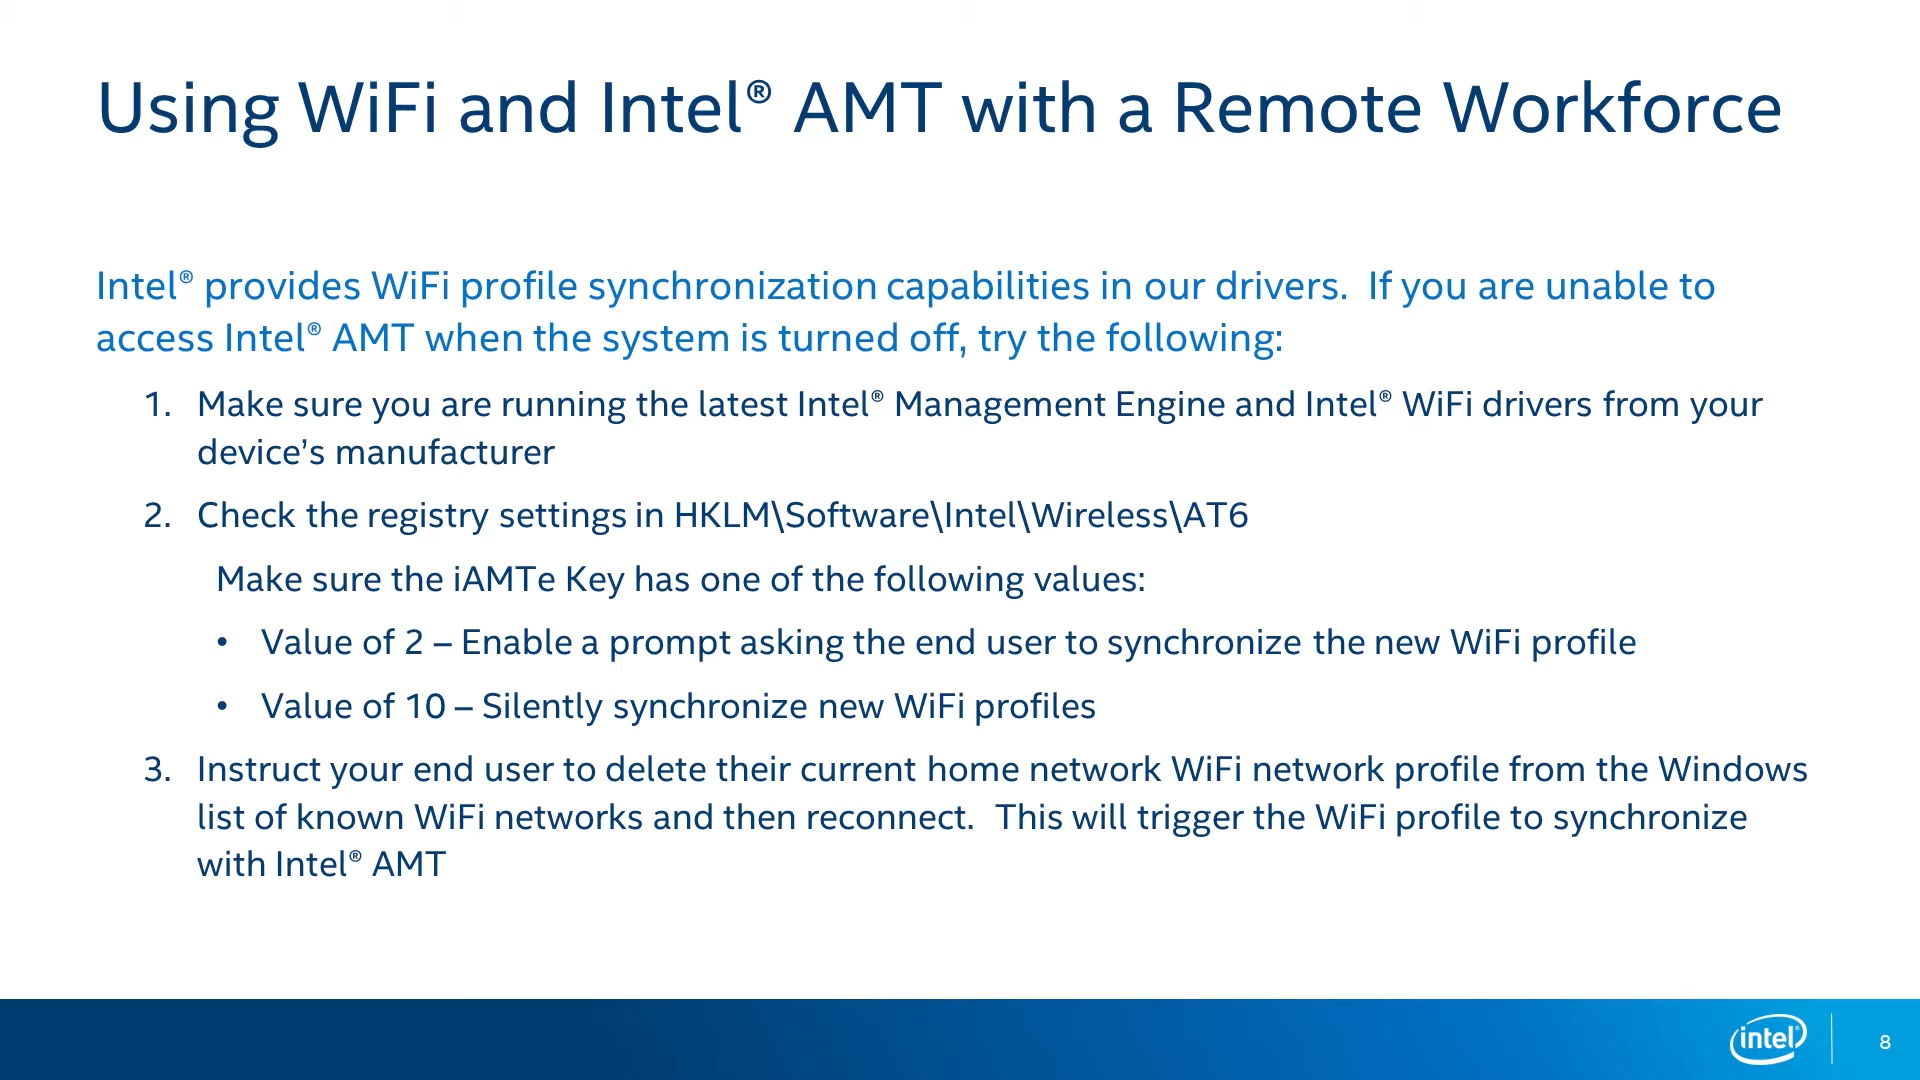 Using WiFi and Intel® AMT with a Remote Workforce
Intel® provides WiFi profile synchronization capabilities in our drivers.  If you are unable to
access Intel® AMT when the system is turned off, try the following:
1. Make sure you are running the latest Intel® Management Engine and Intel® WiFi drivers from your
device’s manufacturer
2. Check the registry settings in HKLM\Software\Intel\Wireless\AT6
Make sure the iAMTe Key has one of the following values:
• Value of 2 – Enable a prompt asking the end user to synchronize the new WiFi profile
• Value of 10 – Silently synchronize new WiFi profiles
3. Instruct your end user to delete their current home network WiFi network profile from the Windows
list of known WiFi networks and then reconnect.  This will trigger the WiFi profile to synchronize
with Intel® AMT
intel®
8